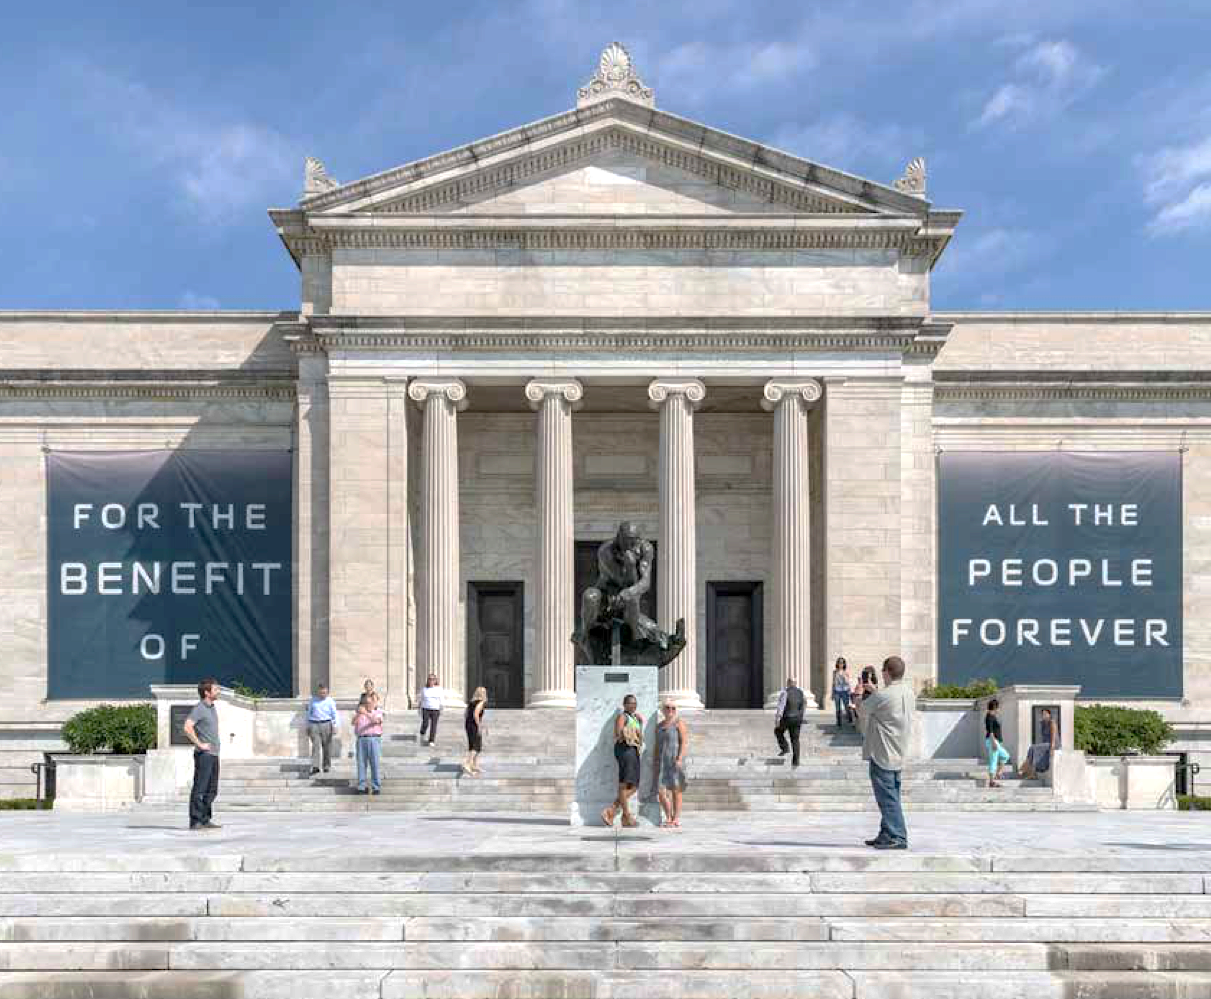 FOR THE
BENEFIT
OF
ALL THE
PEOPLE
FOREVER